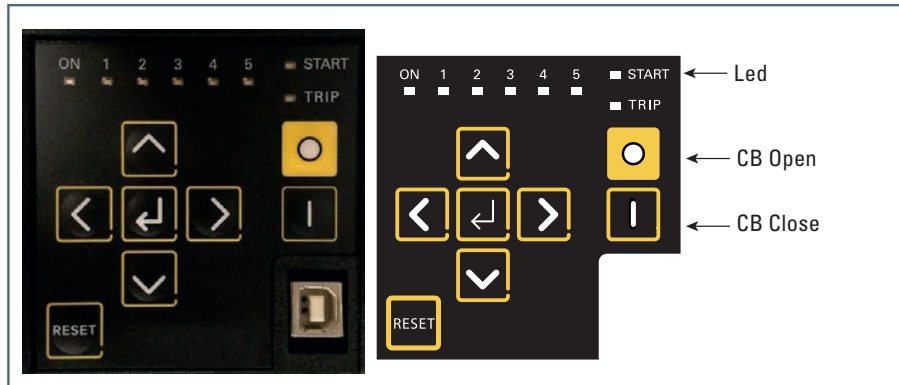 ON 1 2 3 4 5 START
TRIP
RESET
ON 1 2 3 4 5 START
TRIP
RESET
Led
CB Open
CB Close